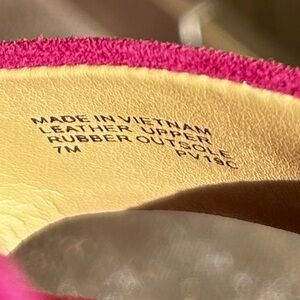 MADE IN VIETNAM
LEATHER UPPER
RUBBER OUTSOLE
7M PV19C